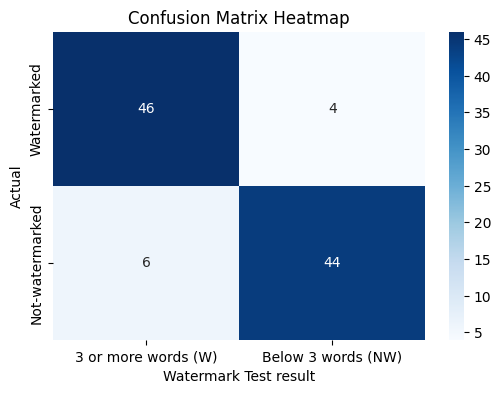 Confusion Matrix Heatmap
Actual
Watermarked
Not-watermarked
46
4
6
44
3 or more words (W)
Below 3 words (NW)
Watermark Test result
45
40
35
30
25
20
15
10
5